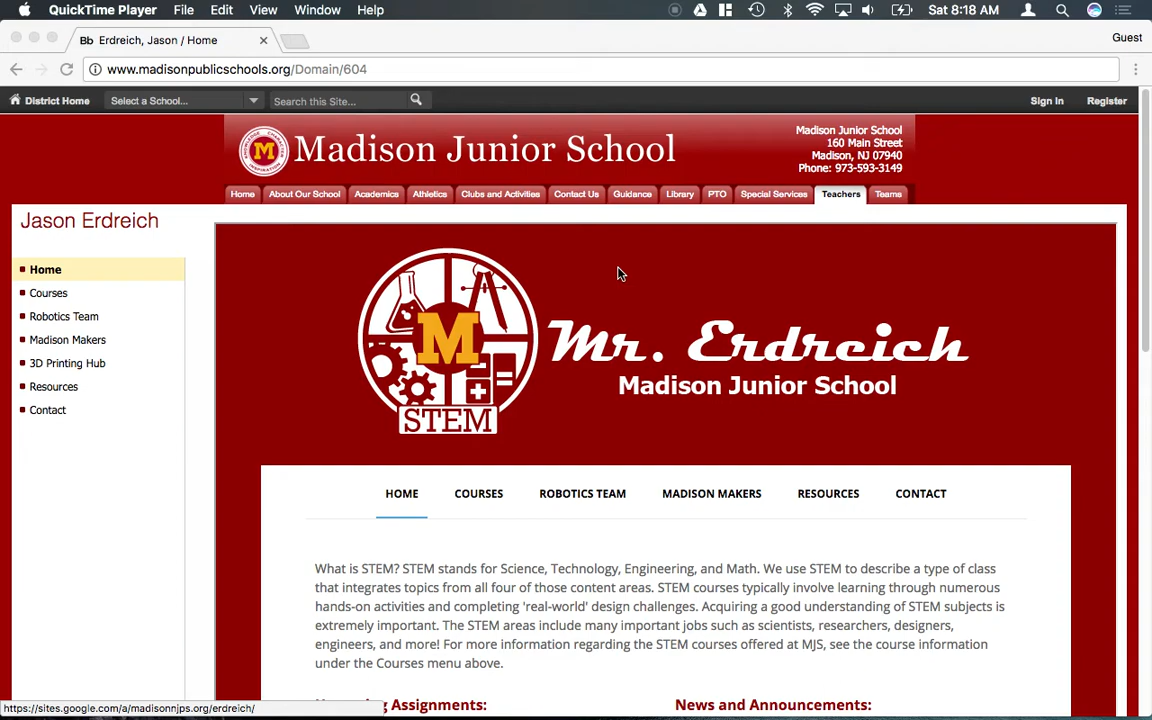 QuickTime Player File Edit View Window Help Sat 8:18 AM
Bb Erdreich, Jason / Home
Guest
www.madisonpublicschools.org/Domain/604
District Home Select a School... Search this Site... Sign In Register
M Madison Junior School
Madison Junior School
160 Main Street
Madison, NJ 07940
Phone: 973-593-3149
Home About Our School Academics Athletics Clubs and Activities Contact Us Guidance Library PTO Special Services Teachers Teams
Jason Erdreich
Home
Courses
Robotics Team
Madison Makers
3D Printing Hub
Resources
Contact
M
STEM
Mr. Erdreich
Madison Junior School
HOME COURSES ROBOTICS TEAM MADISON MAKERS RESOURCES CONTACT
What is STEM? STEM stands for Science, Technology, Engineering, and Math. We use STEM to describe a type of class
that integrates topics from all four of those content areas. STEM courses typically involve learning through numerous
hands-on activities and completing 'real-world' design challenges. Acquiring a good understanding of STEM subjects is
extremely important. The STEM areas include many important jobs such as scientists, researchers, designers,
engineers, and more! For more information regarding the STEM courses offered at MJS, see the course information
under the Courses menu above.
Assignments: News and Announcements:
https://sites.google.com/a/madisonnjps.org/erdreich/